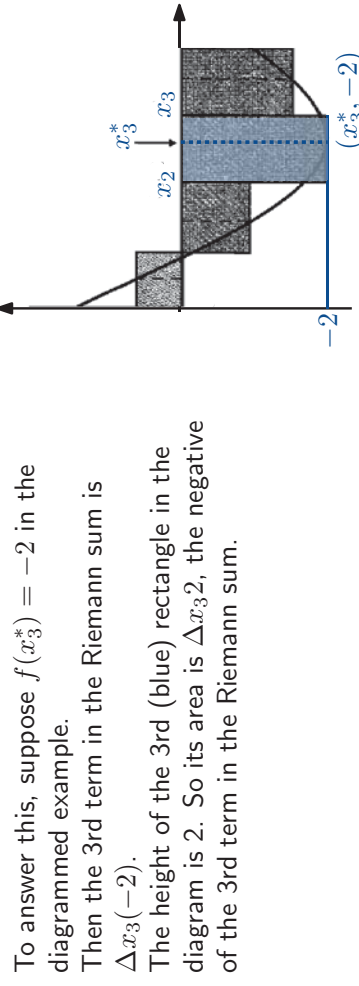 To answer this, suppose f(x₃*) = −2 in the
diagrammed example.
Then the 3rd term in the Riemann sum is
Δx₃(−2).
The height of the 3rd (blue) rectangle in the
diagram is 2. So its area is Δx₃2, the negative
of the 3rd term in the Riemann sum.
x₃*
x₂
x₃
−2
(x₃*, −2)